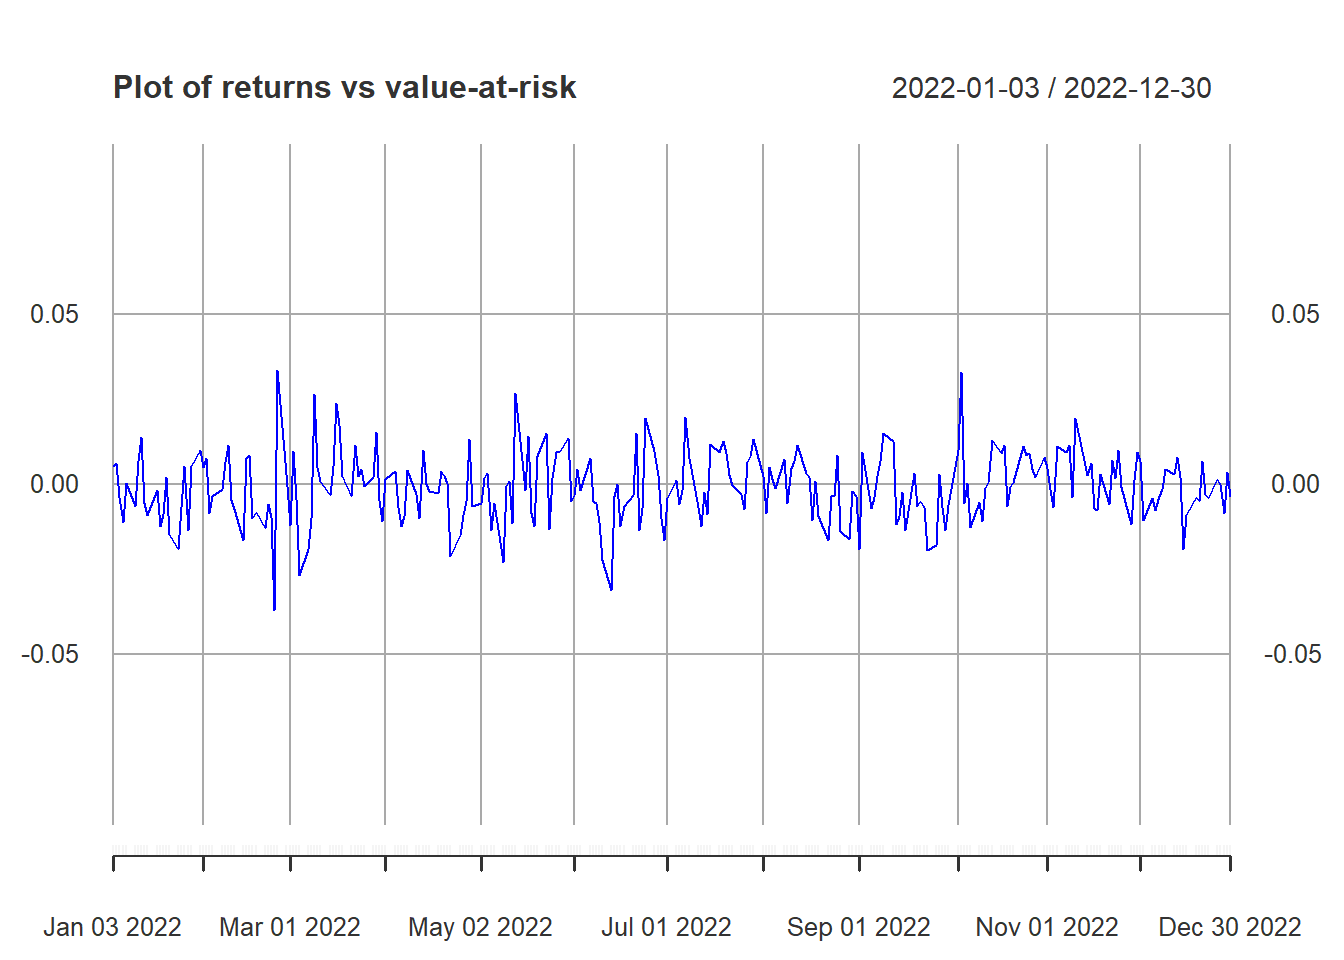 Plot of returns vs value-at-risk 2022-01-03 / 2022-12-30
0.05 0.05
0.00 0.00
-0.05 -0.05
Jan 03 2022 Mar 01 2022 May 02 2022 Jul 01 2022 Sep 01 2022 Nov 01 2022 Dec 30 2022